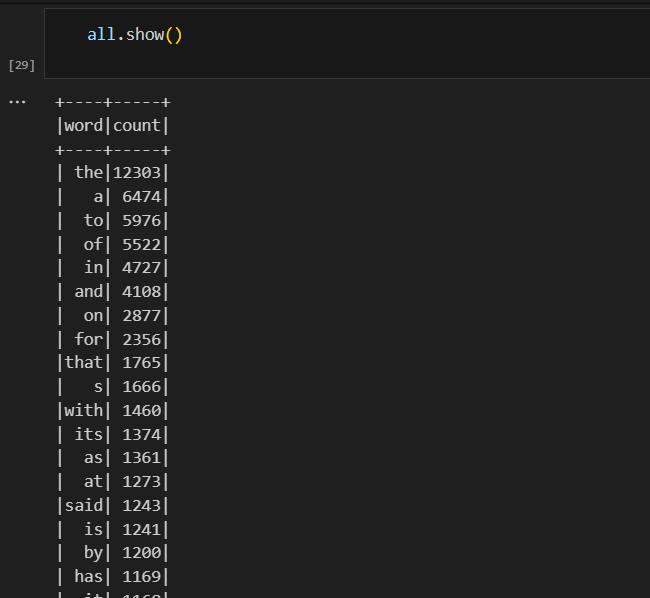 all.show()
[29]
...
+----+-----+
|word|count|
+----+-----+
| the|12303|
|   a| 6474|
|  to| 5976|
|  of| 5522|
|  in| 4727|
| and| 4108|
|  on| 2877|
| for| 2356|
|that| 1765|
|   s| 1666|
|with| 1460|
| its| 1374|
|  as| 1361|
|  at| 1273|
|said| 1243|
|  is| 1241|
|  by| 1200|
| has| 1169|